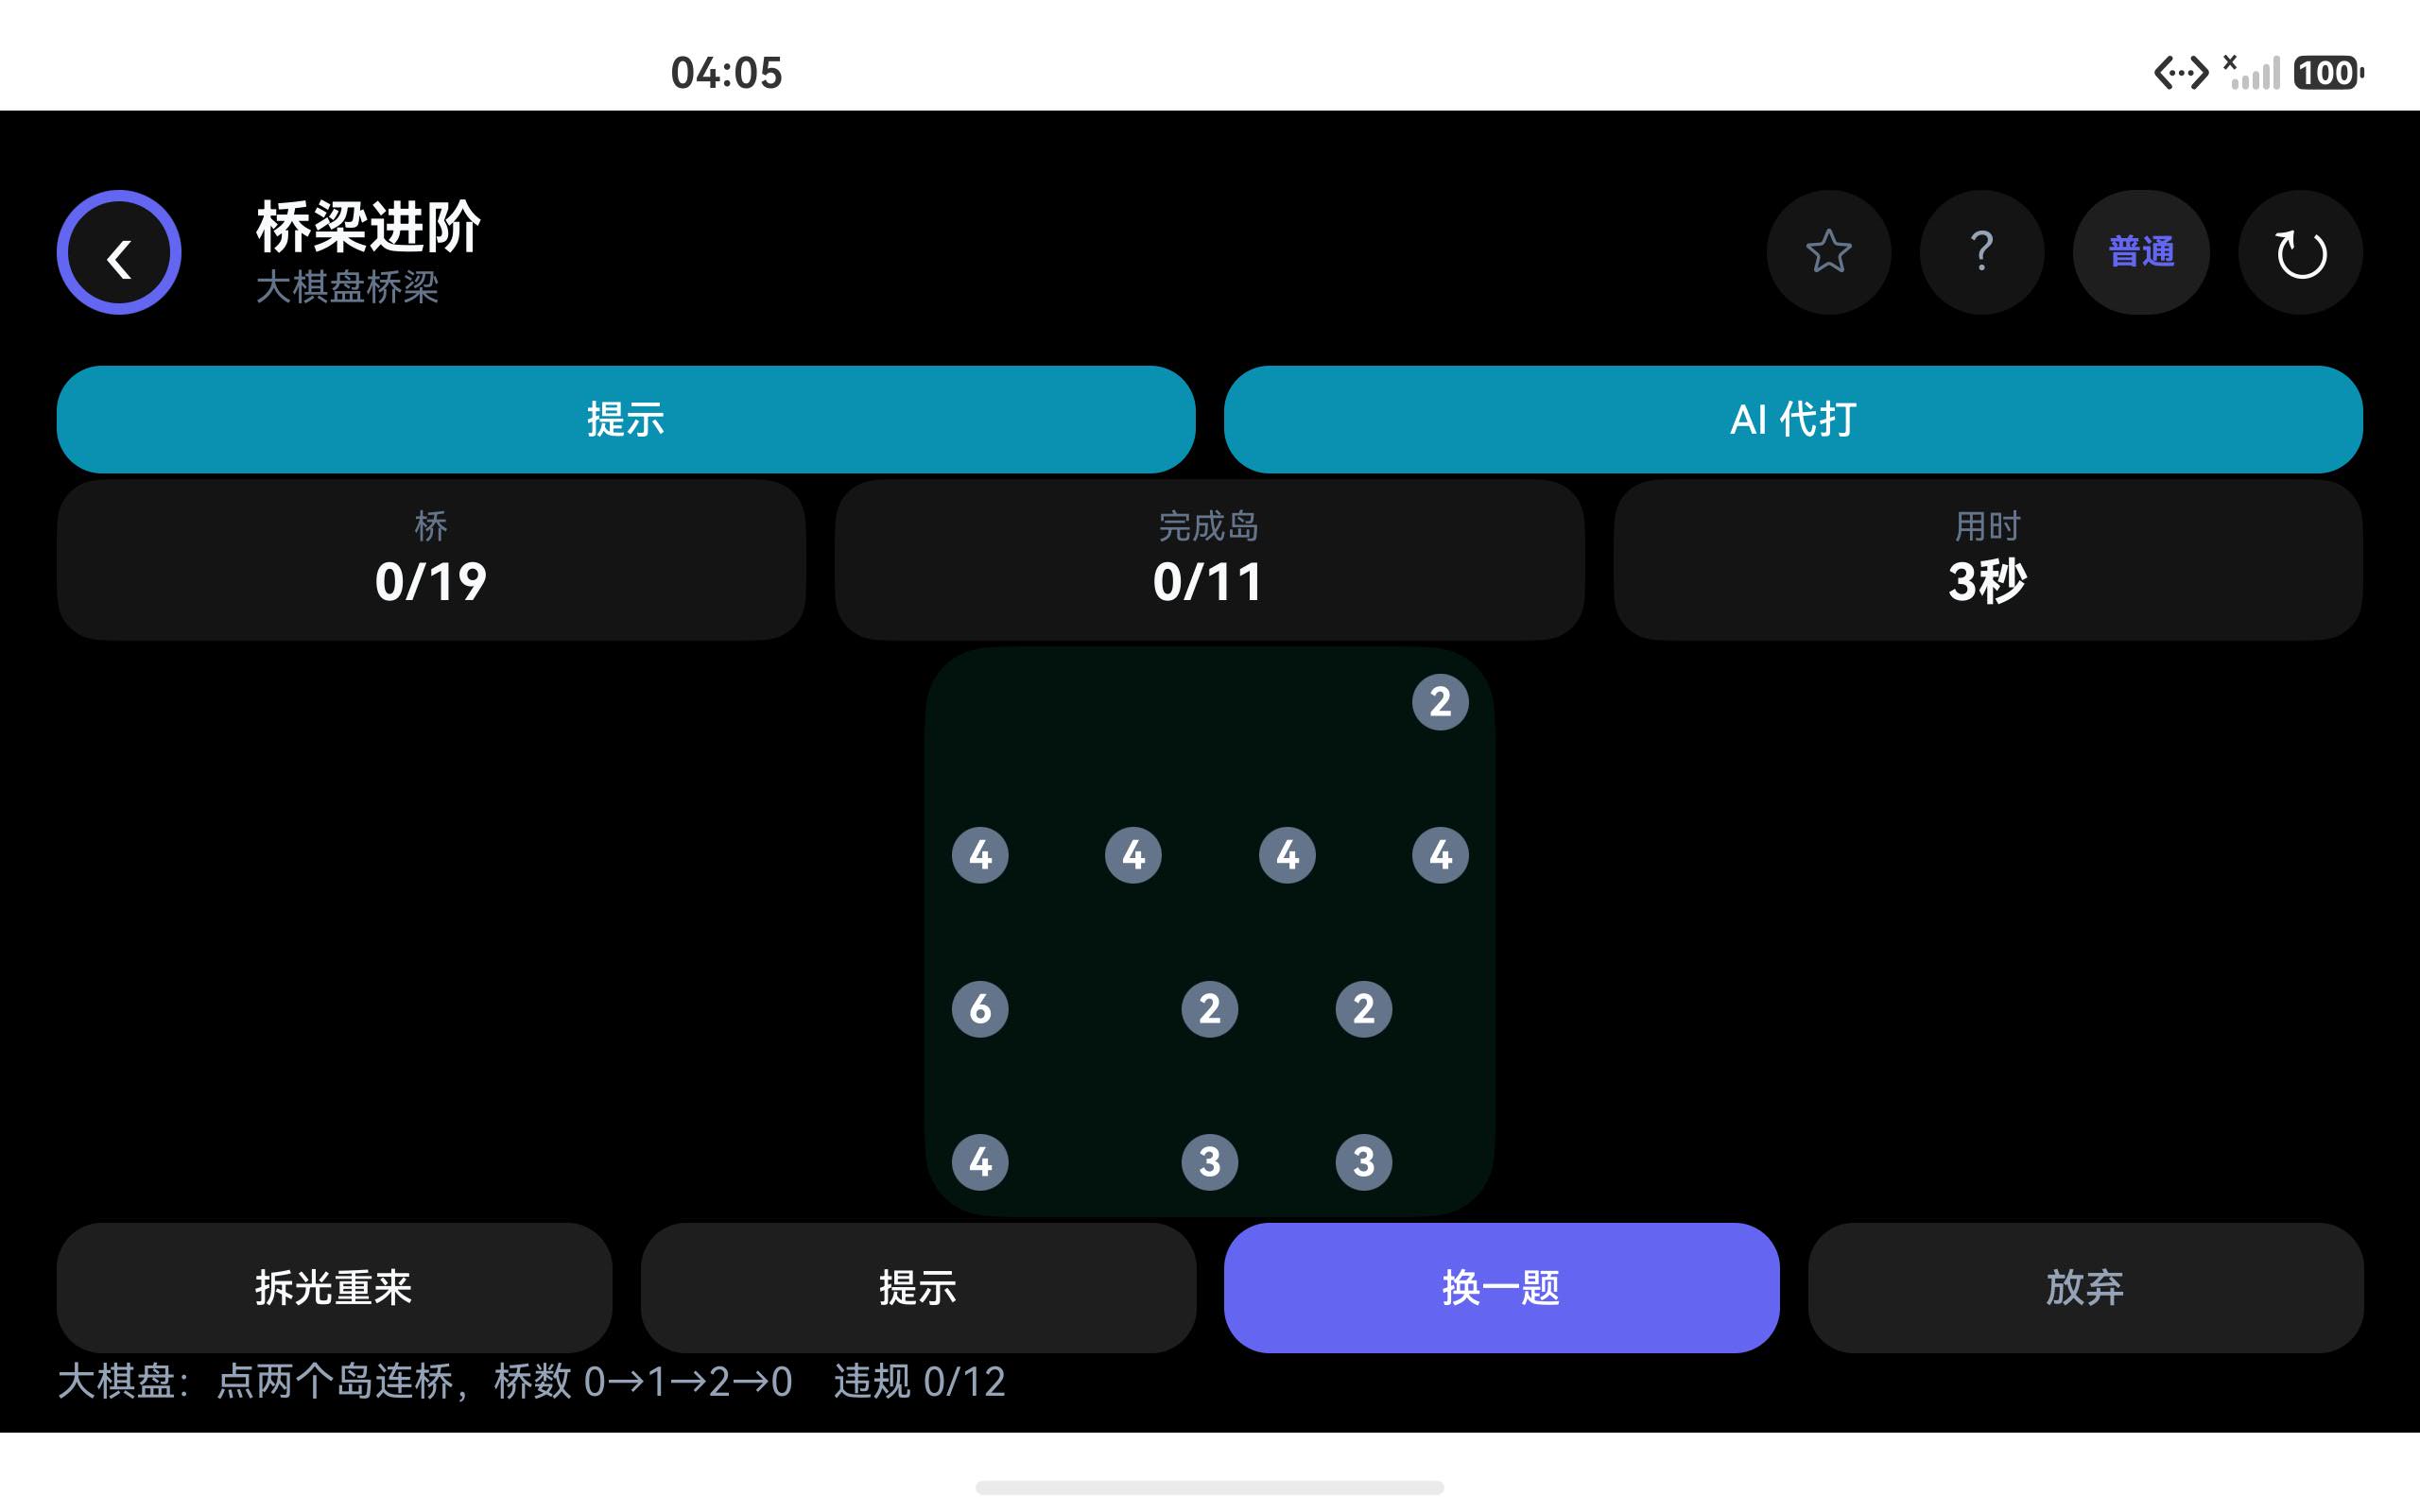 04:05
100
桥梁进阶
大棋盘桥梁
?
普通
提示
AI 代打
桥
0/19
完成岛
0/11
用时
3秒
2
4 4 4 4
6 2 2
4 3 3
拆光重来
提示
换一题
放弃
大棋盘：点两个岛连桥，桥数 0→1→2→0 违规 0/12